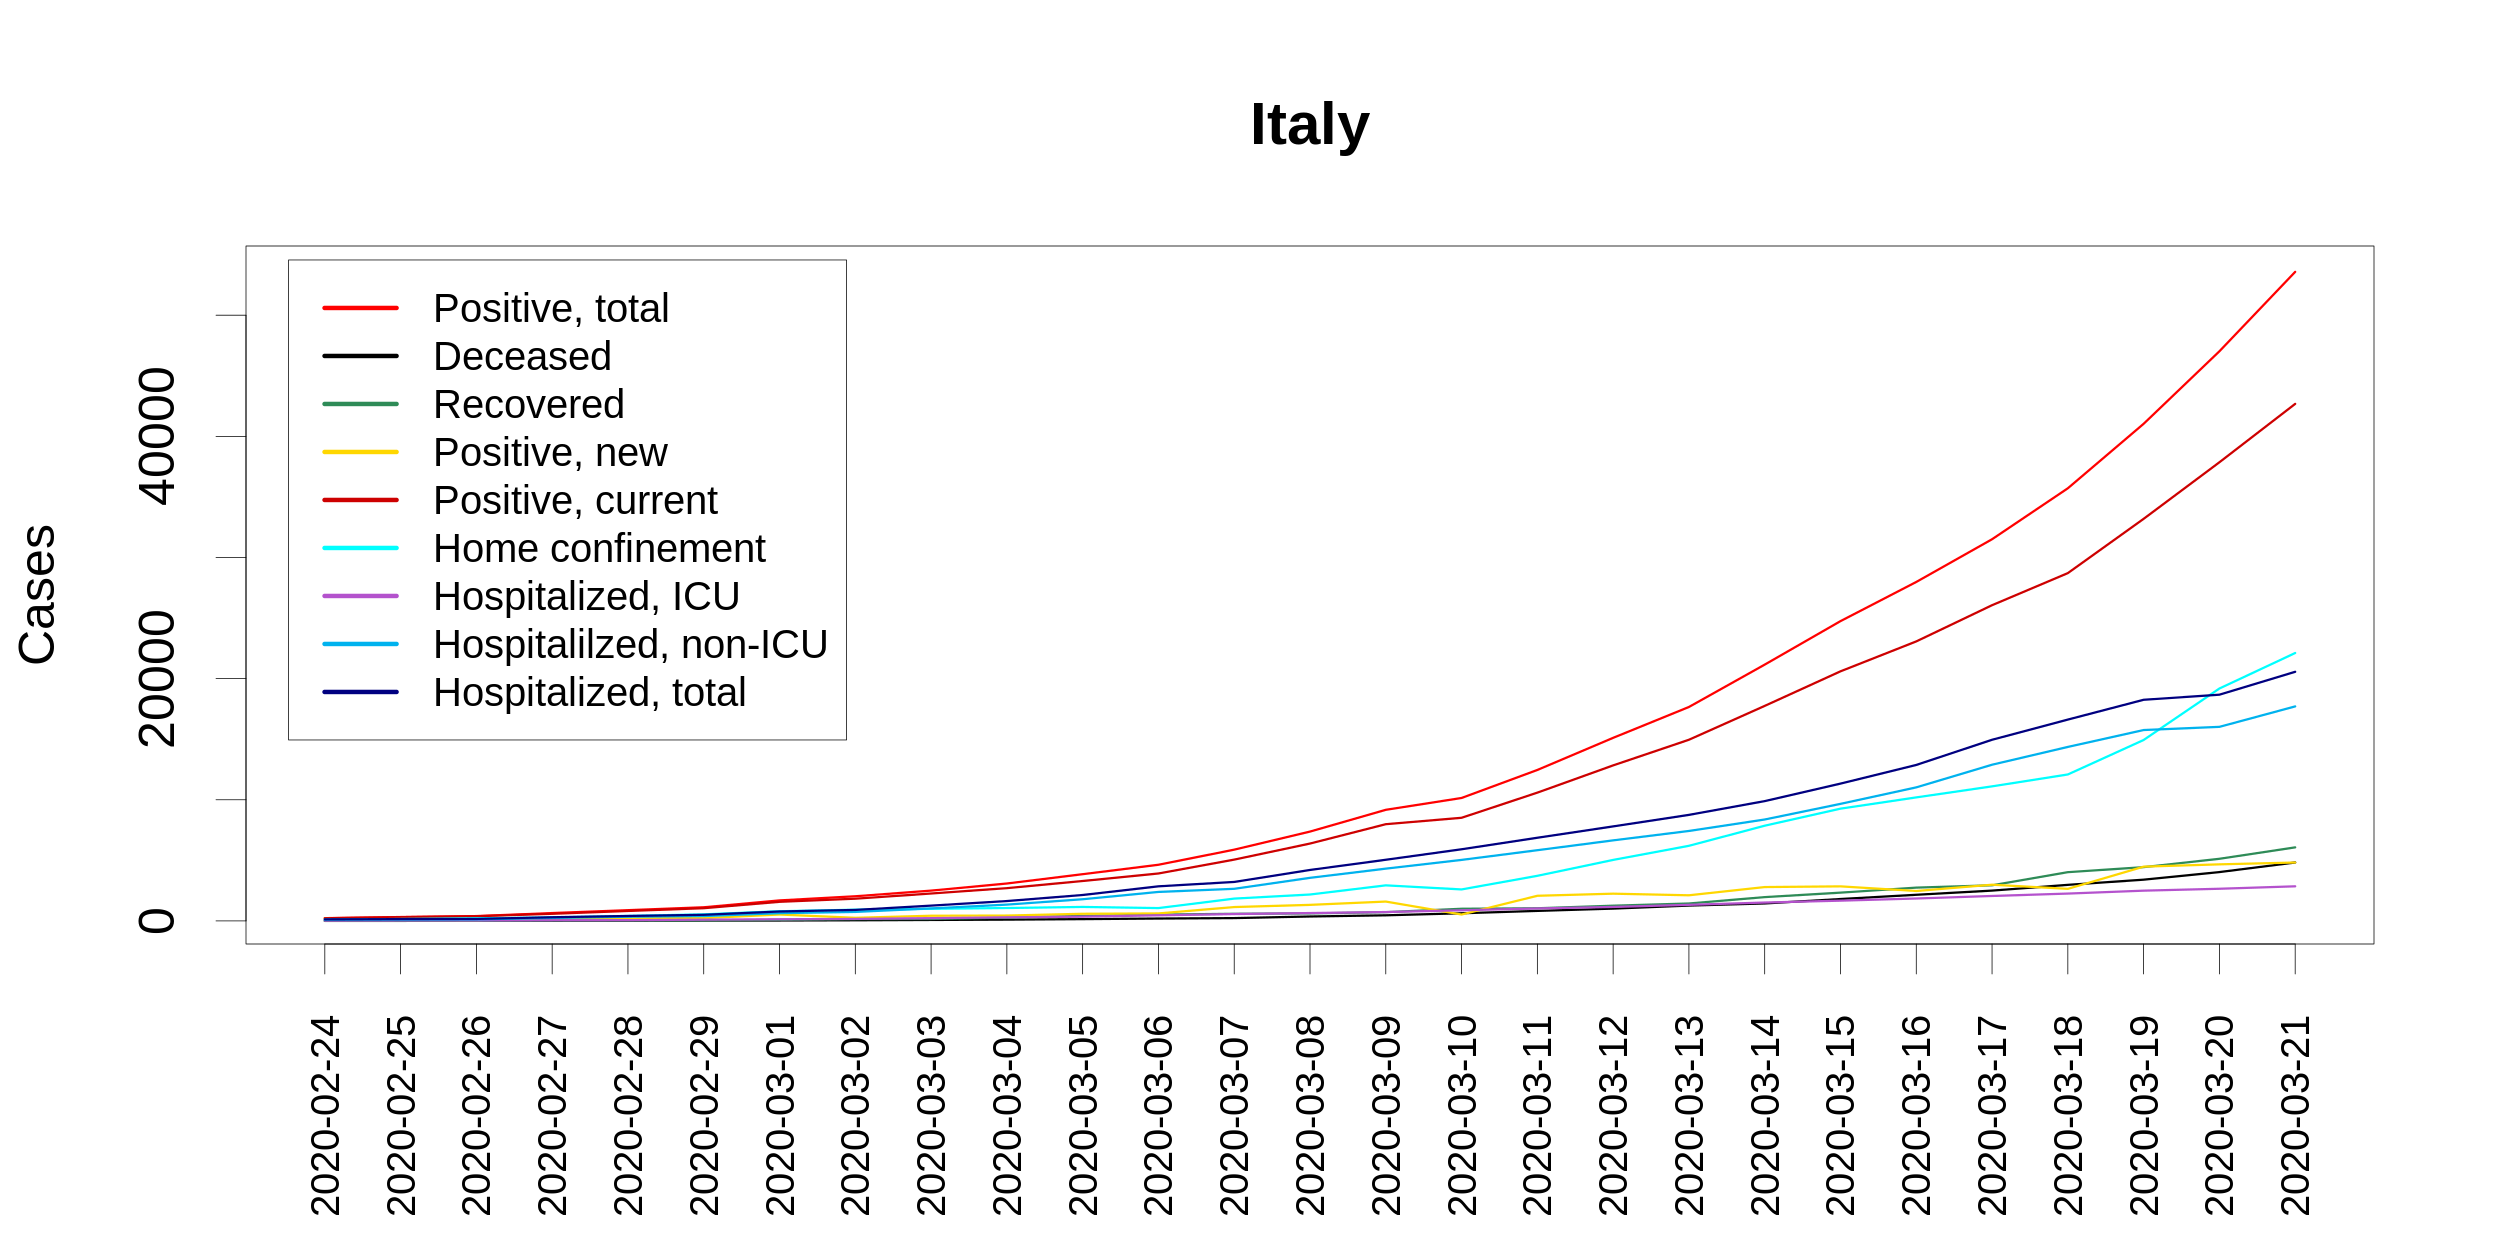 Italy
Cases
0
20000
40000
Positive, total
Deceased
Recovered
Positive, new
Positive, current
Home confinement
Hospitalized, ICU
Hospitalilzed, non-ICU
Hospitalized, total
2020-02-24
2020-02-25
2020-02-26
2020-02-27
2020-02-28
2020-02-29
2020-03-01
2020-03-02
2020-03-03
2020-03-04
2020-03-05
2020-03-06
2020-03-07
2020-03-08
2020-03-09
2020-03-10
2020-03-11
2020-03-12
2020-03-13
2020-03-14
2020-03-15
2020-03-16
2020-03-17
2020-03-18
2020-03-19
2020-03-20
2020-03-21